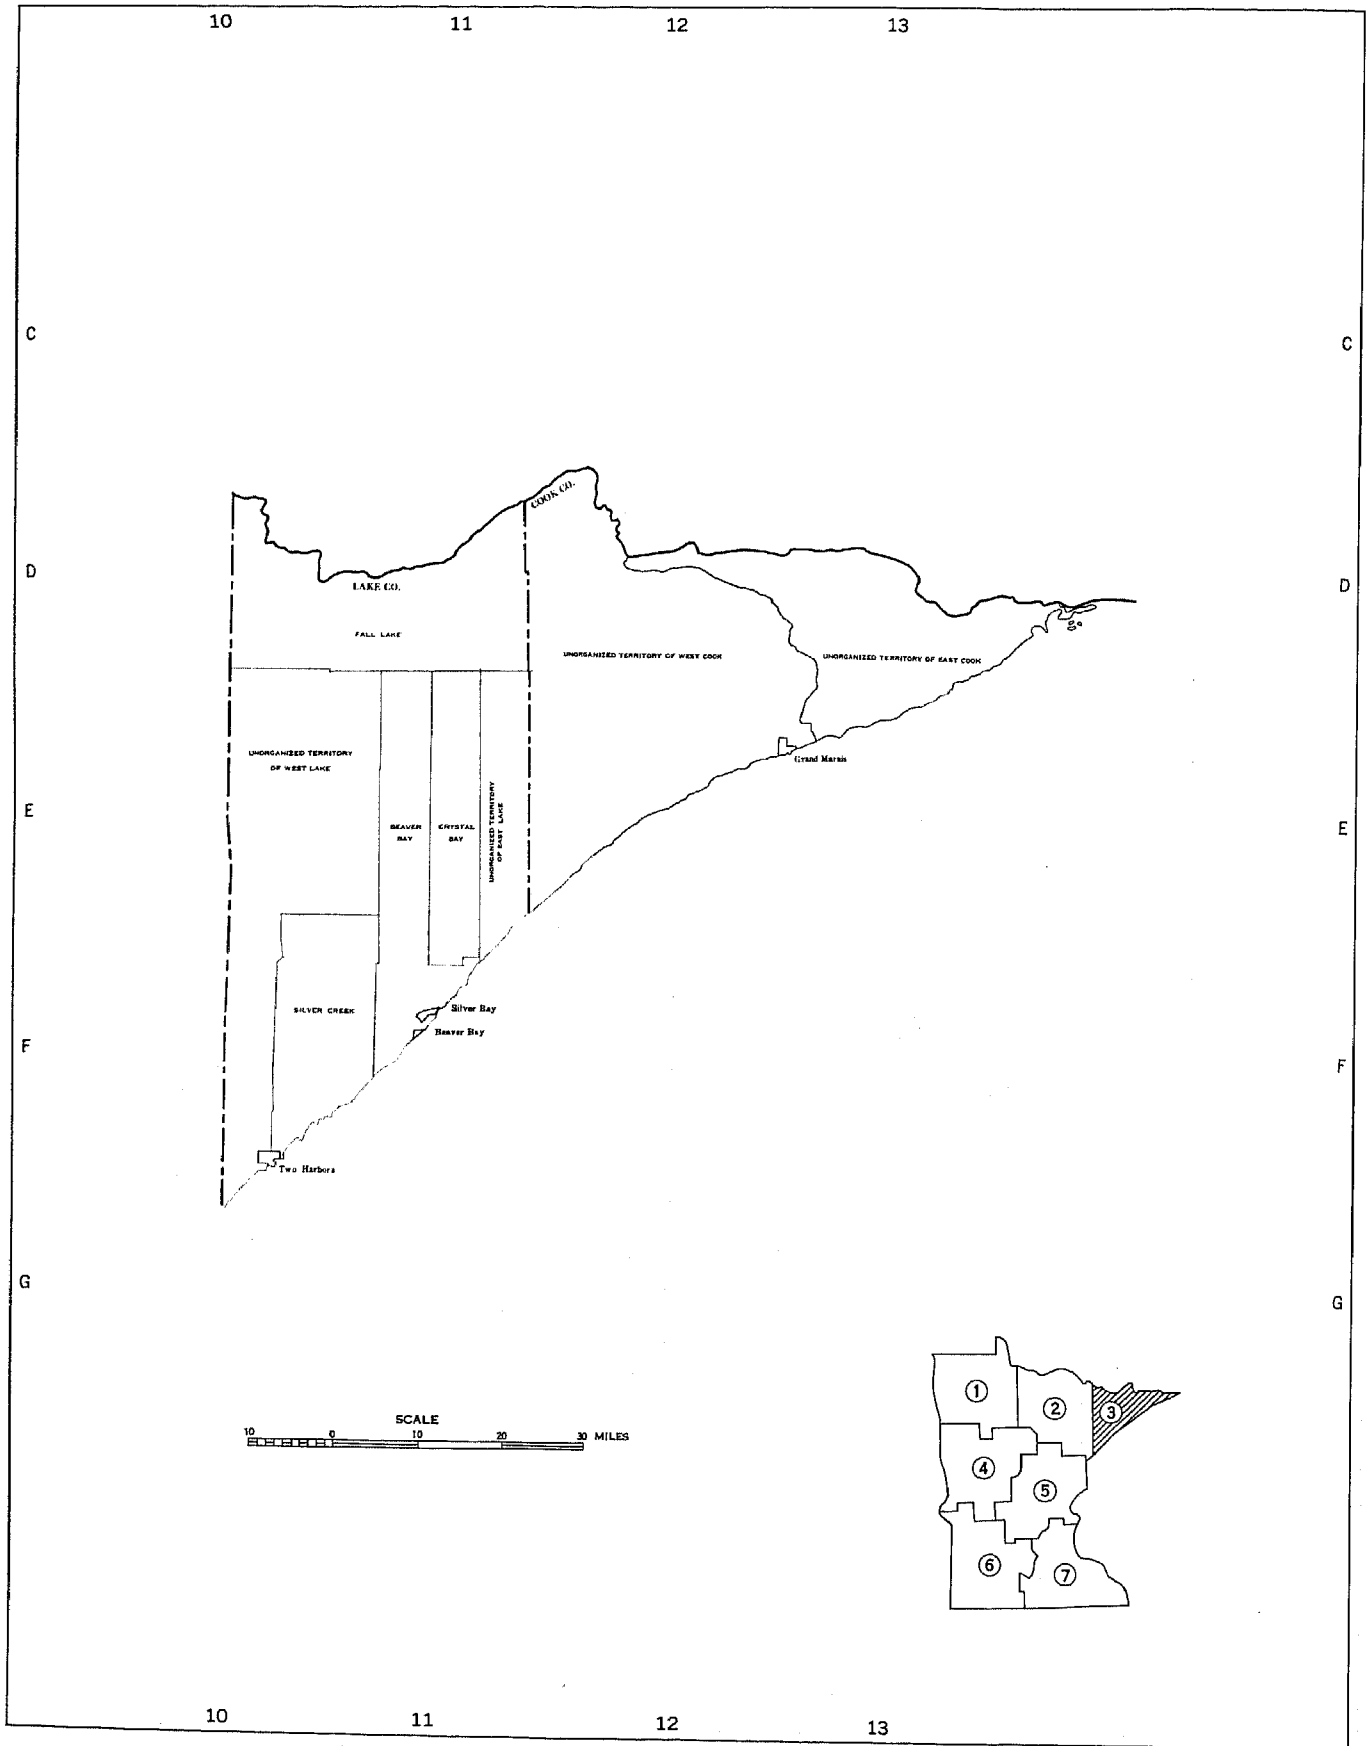 10 11 12 13
C C
COOK CO.
D D
LAKE CO.
FALL LAKE
UNORGANIZED TERRITORY OF WEST COOK
UNORGANIZED TERRITORY OF EAST COOK
UNORGANIZED TERRITORY
OF WEST LAKE
Grand Marais
E E
BEAVER
BAY
CRYSTAL
BAY
UNORGANIZED TERRITORY
OF EAST LAKE
SILVER CREEK
Silver Bay
Beaver Bay
F F
Two Harbors
G G
1
2
3
4
5
6
7
SCALE
10 0 10 20 30 MILES
10 11 12 13